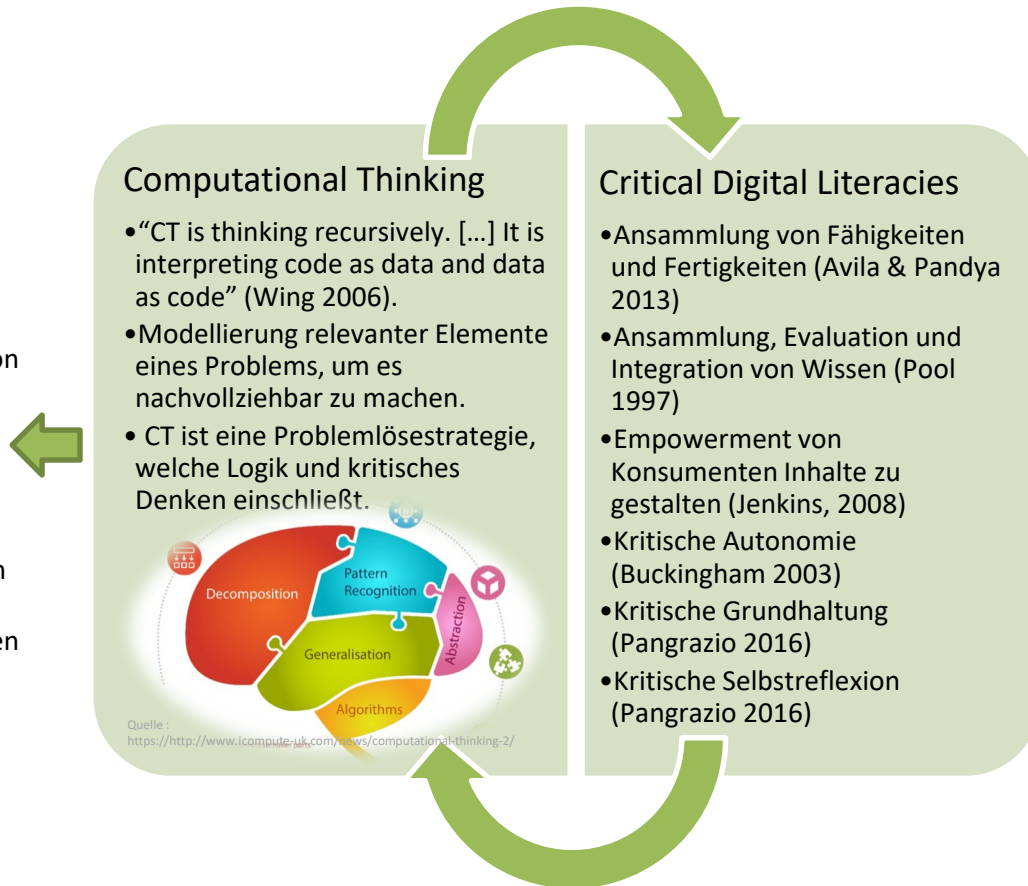 on
n
en
Computational Thinking
•“CT is thinking recursively. […] It is
interpreting code as data and data
as code” (Wing 2006).
•Modellierung relevanter Elemente
eines Problems, um es
nachvollziehbar zu machen.
• CT ist eine Problemlösestrategie,
welche Logik und kritisches
Denken einschließt.
Decomposition
Pattern
Recognition
Abstraction
Generalisation
Algorithms
Quelle :
https://http://www.icompute-uk.com/news/computational-thinking-2/
Critical Digital Literacies
•Ansammlung von Fähigkeiten
und Fertigkeiten (Avila & Pandya
2013)
•Ansammlung, Evaluation und
Integration von Wissen (Pool
1997)
•Empowerment von
Konsumenten Inhalte zu
gestalten (Jenkins, 2008)
•Kritische Autonomie
(Buckingham 2003)
•Kritische Grundhaltung
(Pangrazio 2016)
•Kritische Selbstreflexion
(Pangrazio 2016)